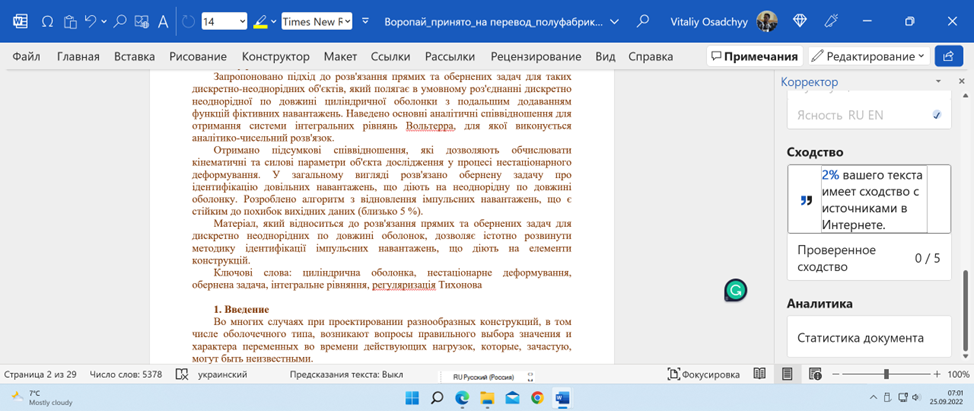 14 Times New F Воропай_принято_на перевод_полуфабрик... Vitaliy Osadchyy
Файл Главная Вставка Рисование Конструктор Макет Ссылки Рассылки Рецензирование Вид Справка Примечания Редактирование
Запропоновано підхід до розв'язання прямих та обернених задач для таких
дискретно-неоднорідних об'єктів, який полягає в умовному роз'єднанні дискретно
неоднорідної по довжині циліндричної оболонки з подальшим додаванням
функцій фіктивних навантажень. Наведено основні аналітичні співвідношення для
отримання системи інтегральних рівнянь Вольтерра, для якої виконується
аналітико-чисельний розв'язок.
Отримано підсумкові співвідношення, які дозволяють обчислювати
кінематичні та силові параметри об'єкта дослідження у процесі нестаціонарного
деформування. У загальному вигляді розв'язано обернену задачу про
ідентифікацію довільних навантажень, що діють на неоднорідну по довжині
оболонку. Розроблено алгоритм з відновлення імпульсних навантажень, що є
стійким до похибок вихідних даних (близько 5 %).
Матеріал, який відноситься до розв'язання прямих та обернених задач для
дискретно неоднорідних по довжині оболонок, дозволяє істотно розвинути
методику ідентифікації імпульсних навантажень, що діють на елементи
конструкцій.
Ключові слова: циліндрична оболонка, нестаціонарне деформування,
обернена задача, інтегральне рівняння, регуляризація Тихонова
1. Введение
Во многих случаях при проектировании разнообразных конструкций, в том
числе оболочечного типа, возникают вопросы правильного выбора значения и
характера переменных во времени действующих нагрузок, которые, зачастую,
могут быть неизвестными.
Корректор
Ясность RU EN
Сходство
2% вашего текста
имеет сходство с
источниками в
Интернете.
Проверенное
сходство 0 / 5
Аналитика
Статистика документа
Страница 2 из 29 Число слов: 5378 украинский Предсказания текста: Выкл RU Русский (Россия) Фокусировка 100%
7°C
Mostly cloudy
07:01
25.09.2022